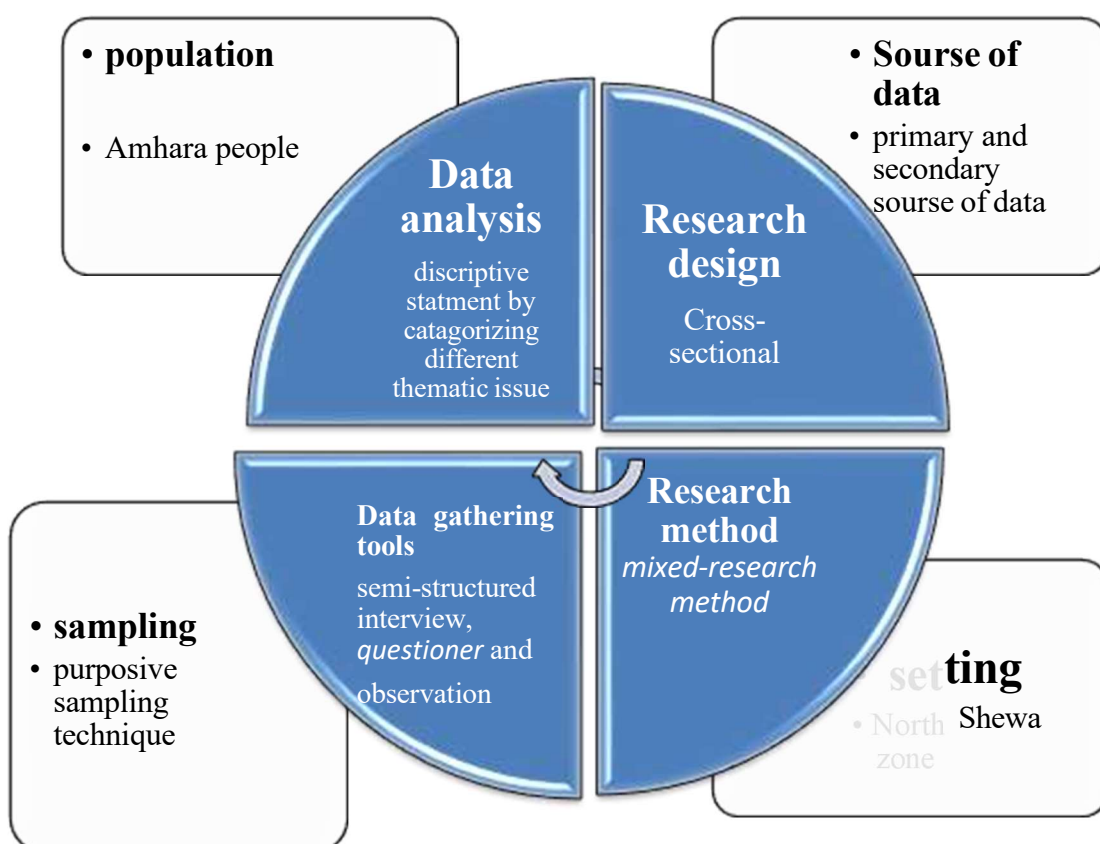 • population
• Amhara people
• Sourse of
data
• primary and
secondary
sourse of data
Data
analysis
discriptive
statment by
catagorizing
different
thematic issue
Research
design
Cross-
sectional
Data gathering
tools
semi-structured
interview,
questioner and
observation
Research
method
mixed-research
method
• sampling
• purposive
sampling
technique
• setting
• North Shewa
zone